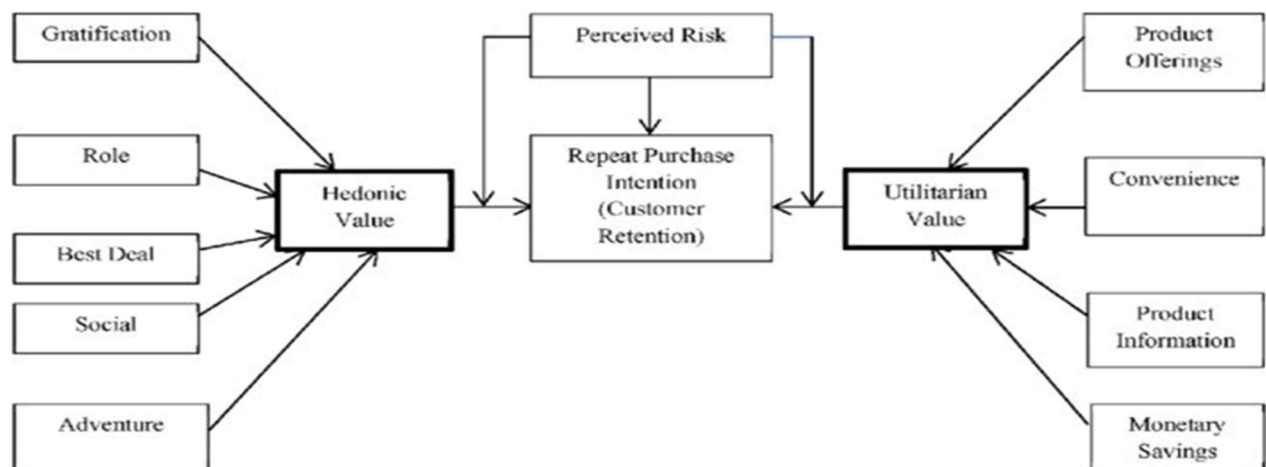 Gratification
Role
Best Deal
Social
Adventure
Hedonic
Value
Perceived Risk
Repeat Purchase
Intention
(Customer
Retention)
Utilitarian
Value
Product
Offerings
Convenience
Product
Information
Monetary
Savings